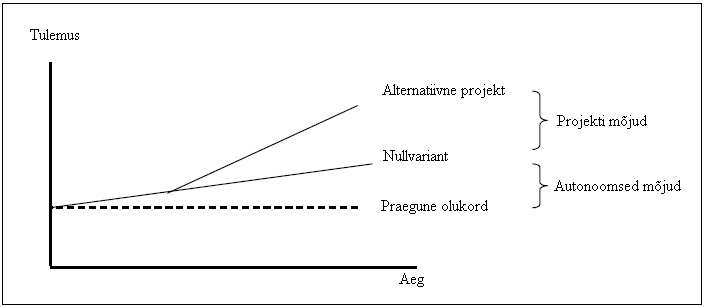 Tulemus
Alternatiivne projekt
Projekti mõjud
Nullvariant
Autonoomsed mõjud
Praegune olukord
Aeg